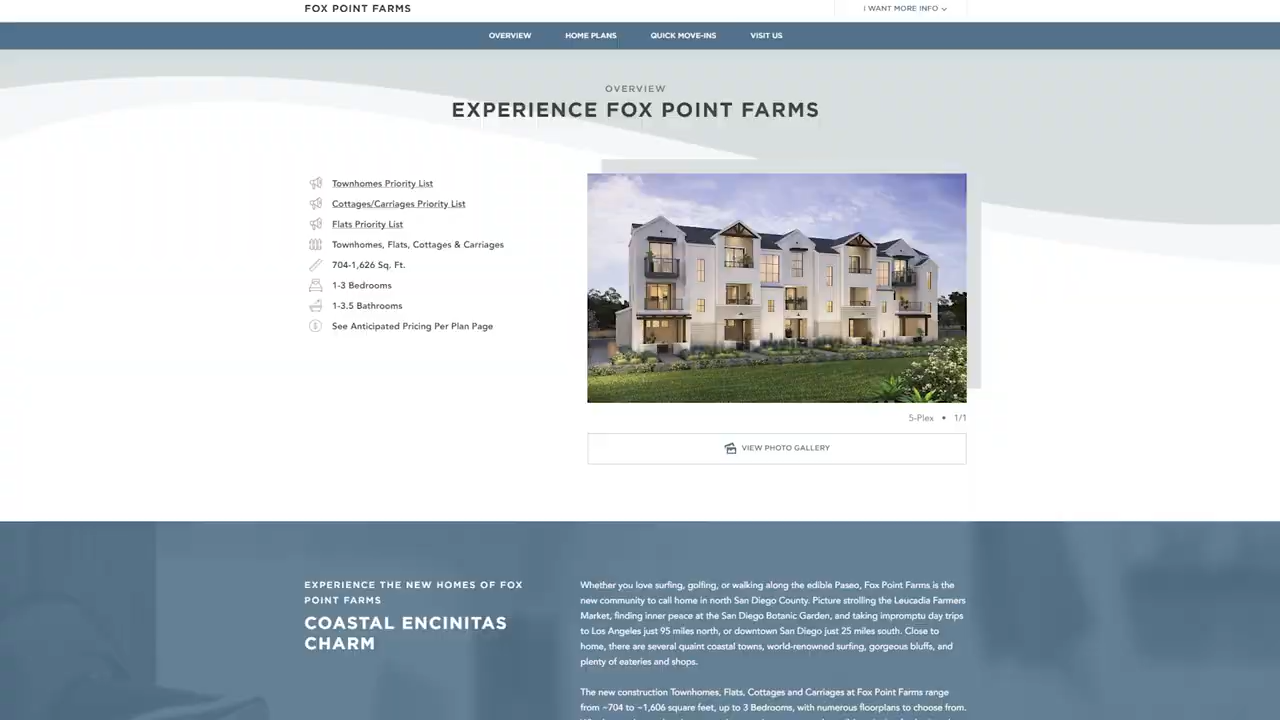 FOX POINT FARMS
I WANT MORE INFO
OVERVIEW
HOME PLANS
QUICK MOVE-INS
VISIT US
OVERVIEW
EXPERIENCE FOX POINT FARMS
Townhomes Priority List
Cottages/Carriages Priority List
Flats Priority List
Townhomes, Flats, Cottages & Carriages
704-1,626 Sq. Ft.
1-3 Bedrooms
1-3.5 Bathrooms
See Anticipated Pricing Per Plan Page
5-Plex • 1/1
VIEW PHOTO GALLERY
EXPERIENCE THE NEW HOMES OF FOX
POINT FARMS
COASTAL ENCINITAS
CHARM
Whether you love surfing, golfing, or walking along the edible Paseo, Fox Point Farms is the
new community to call home in north San Diego County. Picture strolling the Leucadia Farmers
Market, finding inner peace at the San Diego Botanic Garden, and taking impromptu day trips
to Los Angeles just 95 miles north, or downtown San Diego just 25 miles south. Close to
home, there are several quaint coastal towns, world-renowned surfing, gorgeous bluffs, and
plenty of eateries and shops.
The new construction Townhomes, Flats, Cottages and Carriages at Fox Point Farms range
from ~704 to ~1,606 square feet, up to 3 Bedrooms, with numerous floorplans to choose from.